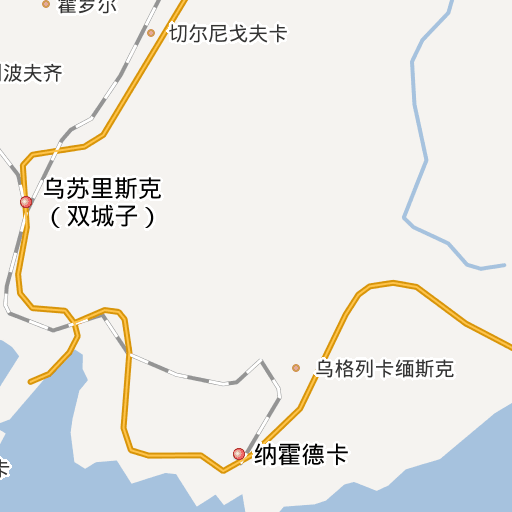 霍罗尔
切尔尼戈夫卡
波夫齐
乌苏里斯克
（双城子）
乌格列卡缅斯克
纳霍德卡
卡